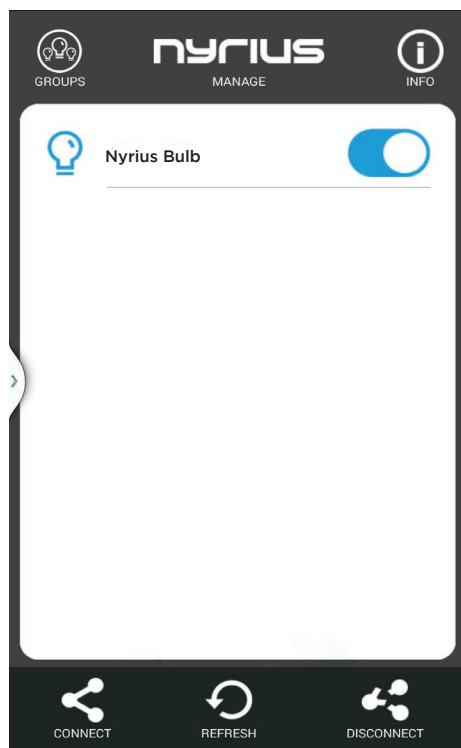 nyrius
GROUPS MANAGE INFO
Nyrius Bulb
CONNECT REFRESH DISCONNECT